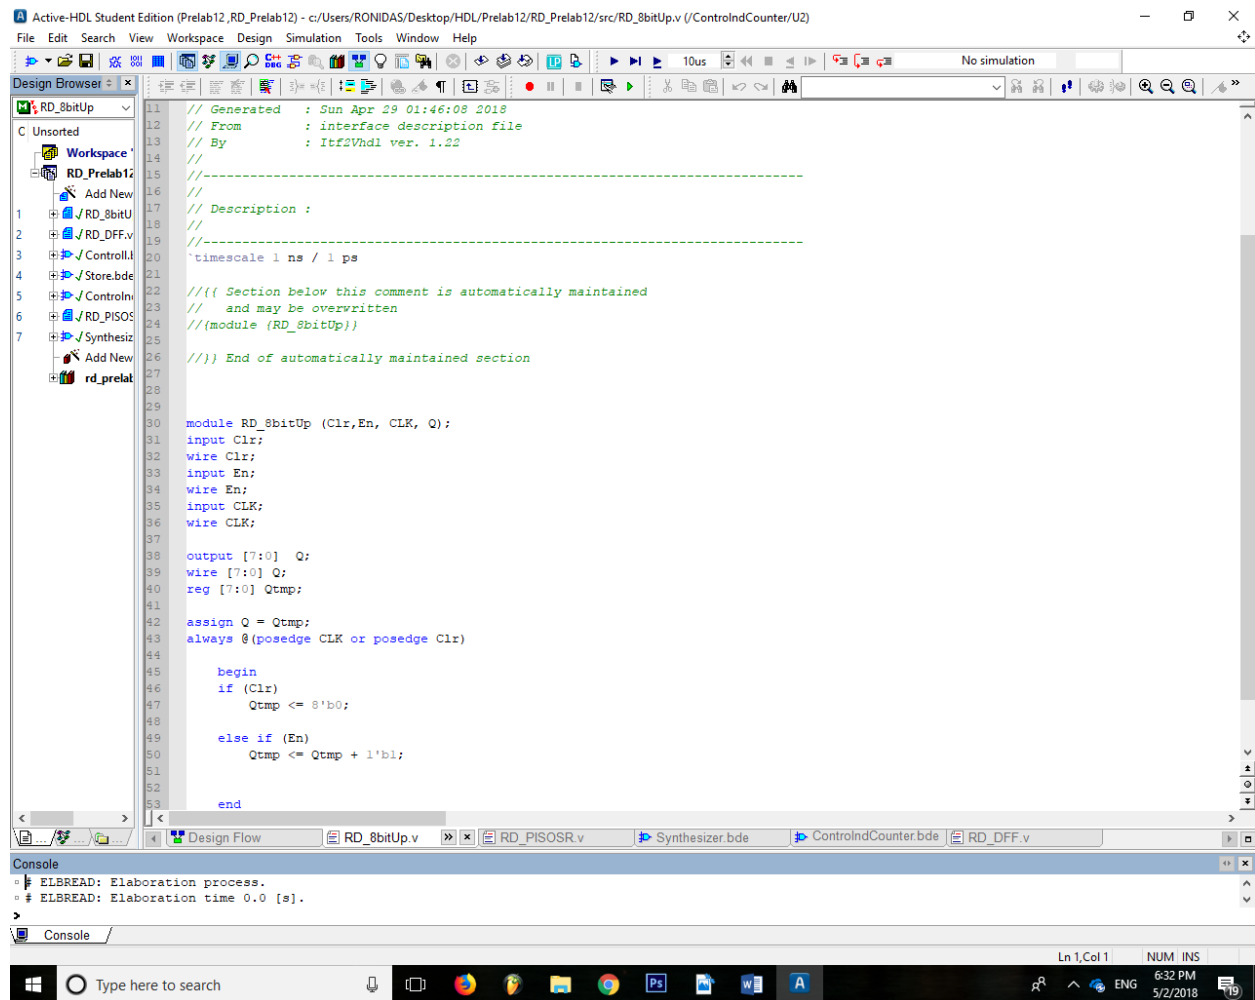 Active-HDL Student Edition (Prelab12 ,RD_Prelab12) - c:/Users/RONIDAS/Desktop/HDL/Prelab12/RD_Prelab12/src/RD_8bitUp.v (/ControlndCounter/U2)
File Edit Search View Workspace Design Simulation Tools Window Help
10us No simulation
Design Browser
RD_8bitUp
C Unsorted
Workspace '
RD_Prelab12
Add New
1 RD_8bitU
2 RD_DFF.v
3 Controll.l
4 Store.bde
5 Controln
6 RD_PISOS
7 Synthesiz
Add New
rd_prelab
11 // Generated : Sun Apr 29 01:46:08 2018
12 // From : interface description file
13 // By : Itf2Vhdl ver. 1.22
14 //
15 //-----------------------------------------------------------------------------
16 //
17 // Description :
18 //
19 //-----------------------------------------------------------------------------
20 `timescale 1 ns / 1 ps
21
22 //{{ Section below this comment is automatically maintained
23 // and may be overwritten
24 //{module {RD_8bitUp}}
25
26 //}} End of automatically maintained section
27
28
29
30 module RD_8bitUp (Clr,En, CLK, Q);
31 input Clr;
32 wire Clr;
33 input En;
34 wire En;
35 input CLK;
36 wire CLK;
37
38 output [7:0] Q;
39 wire [7:0] Q;
40 reg [7:0] Qtmp;
41
42 assign Q = Qtmp;
43 always @(posedge CLK or posedge Clr)
44
45 begin
46 if (Clr)
47 Qtmp <= 8'b0;
48
49 else if (En)
50 Qtmp <= Qtmp + 1'b1;
51
52
53 end
Design Flow RD_8bitUp.v RD_PISOSR.v Synthesizer.bde ControlndCounter.bde RD_DFF.v
Console
# ELBREAD: Elaboration process.
# ELBREAD: Elaboration time 0.0 [s].
>
Console
Ln 1,Col 1 NUM INS
Type here to search
Ps
ENG
6:32 PM
5/2/2018
19